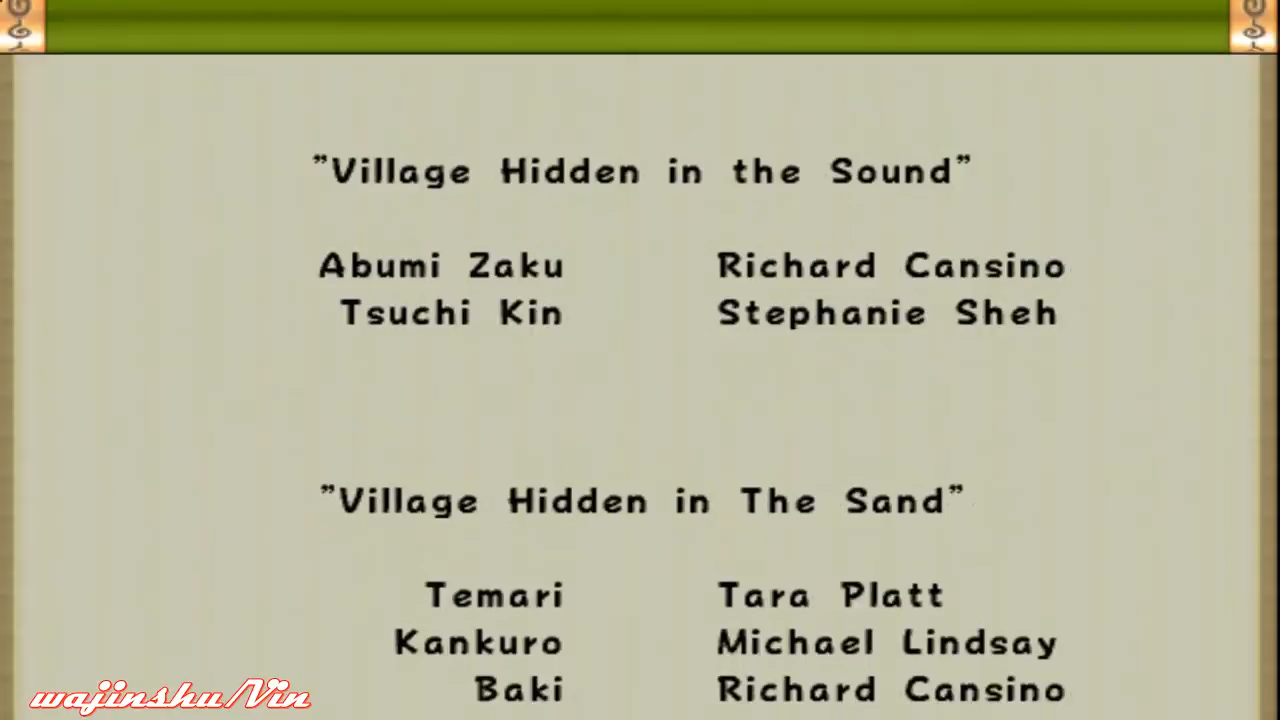 "Village Hidden in the Sound"
Abumi Zaku Richard Cansino
Tsuchi Kin Stephanie Sheh
"Village Hidden in The Sand"
Temari Tara Platt
Kankuro Michael Lindsay
Baki Richard Cansino
wajinshu/Vin